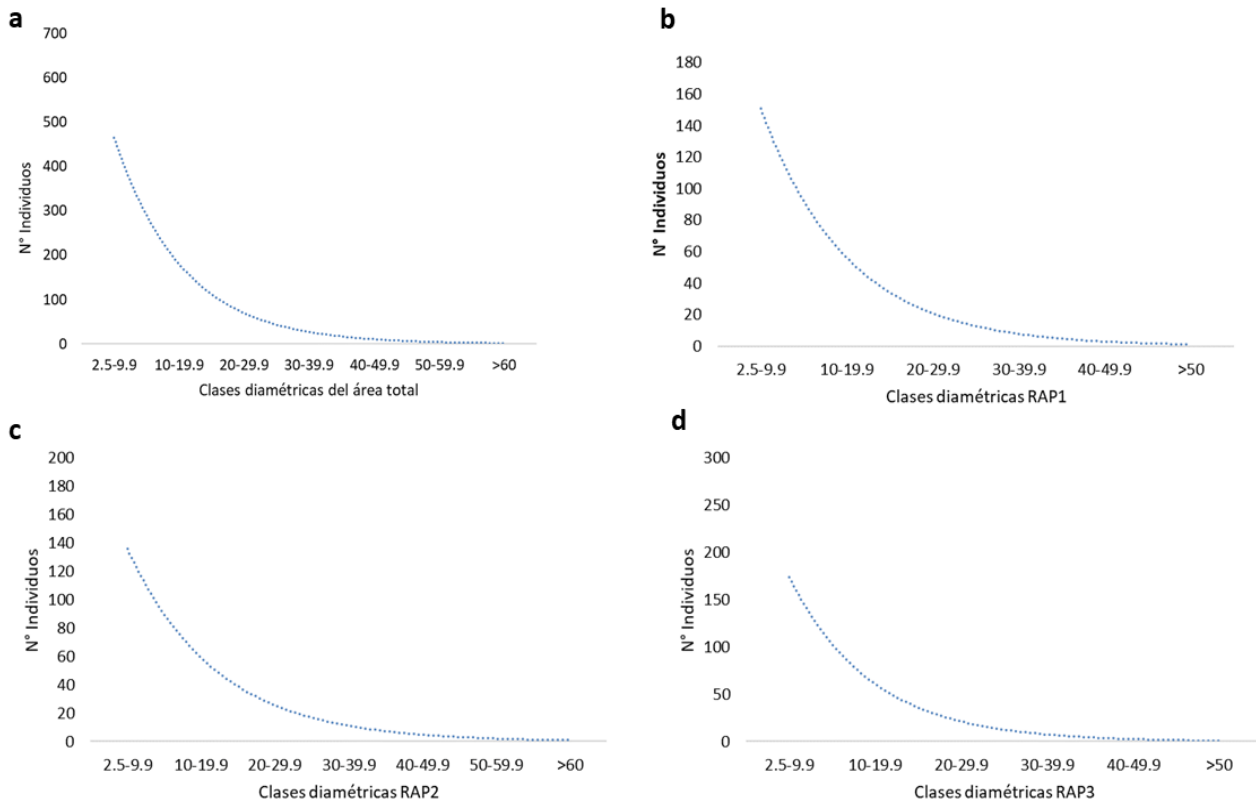 a
700
600
500
400
300
200
100
0
N° Individuos
2.5-9.9 10-19.9 20-29.9 30-39.9 40-49.9 50-59.9 >60
Clases diamétricas del área total
b
180
160
140
120
100
80
60
40
20
0
N° Individuos
2.5-9.9 10-19.9 20-29.9 30-39.9 40-49.9 >50
Clases diamétricas RAP1
c
200
180
160
140
120
100
80
60
40
20
0
N° Individuos
2.5-9.9 10-19.9 20-29.9 30-39.9 40-49.9 50-59.9 >60
Clases diamétricas RAP2
d
300
250
200
150
100
50
0
N° Individuos
2.5-9.9 10-19.9 20-29.9 30-39.9 40-49.9 >50
Clases diamétricas RAP3